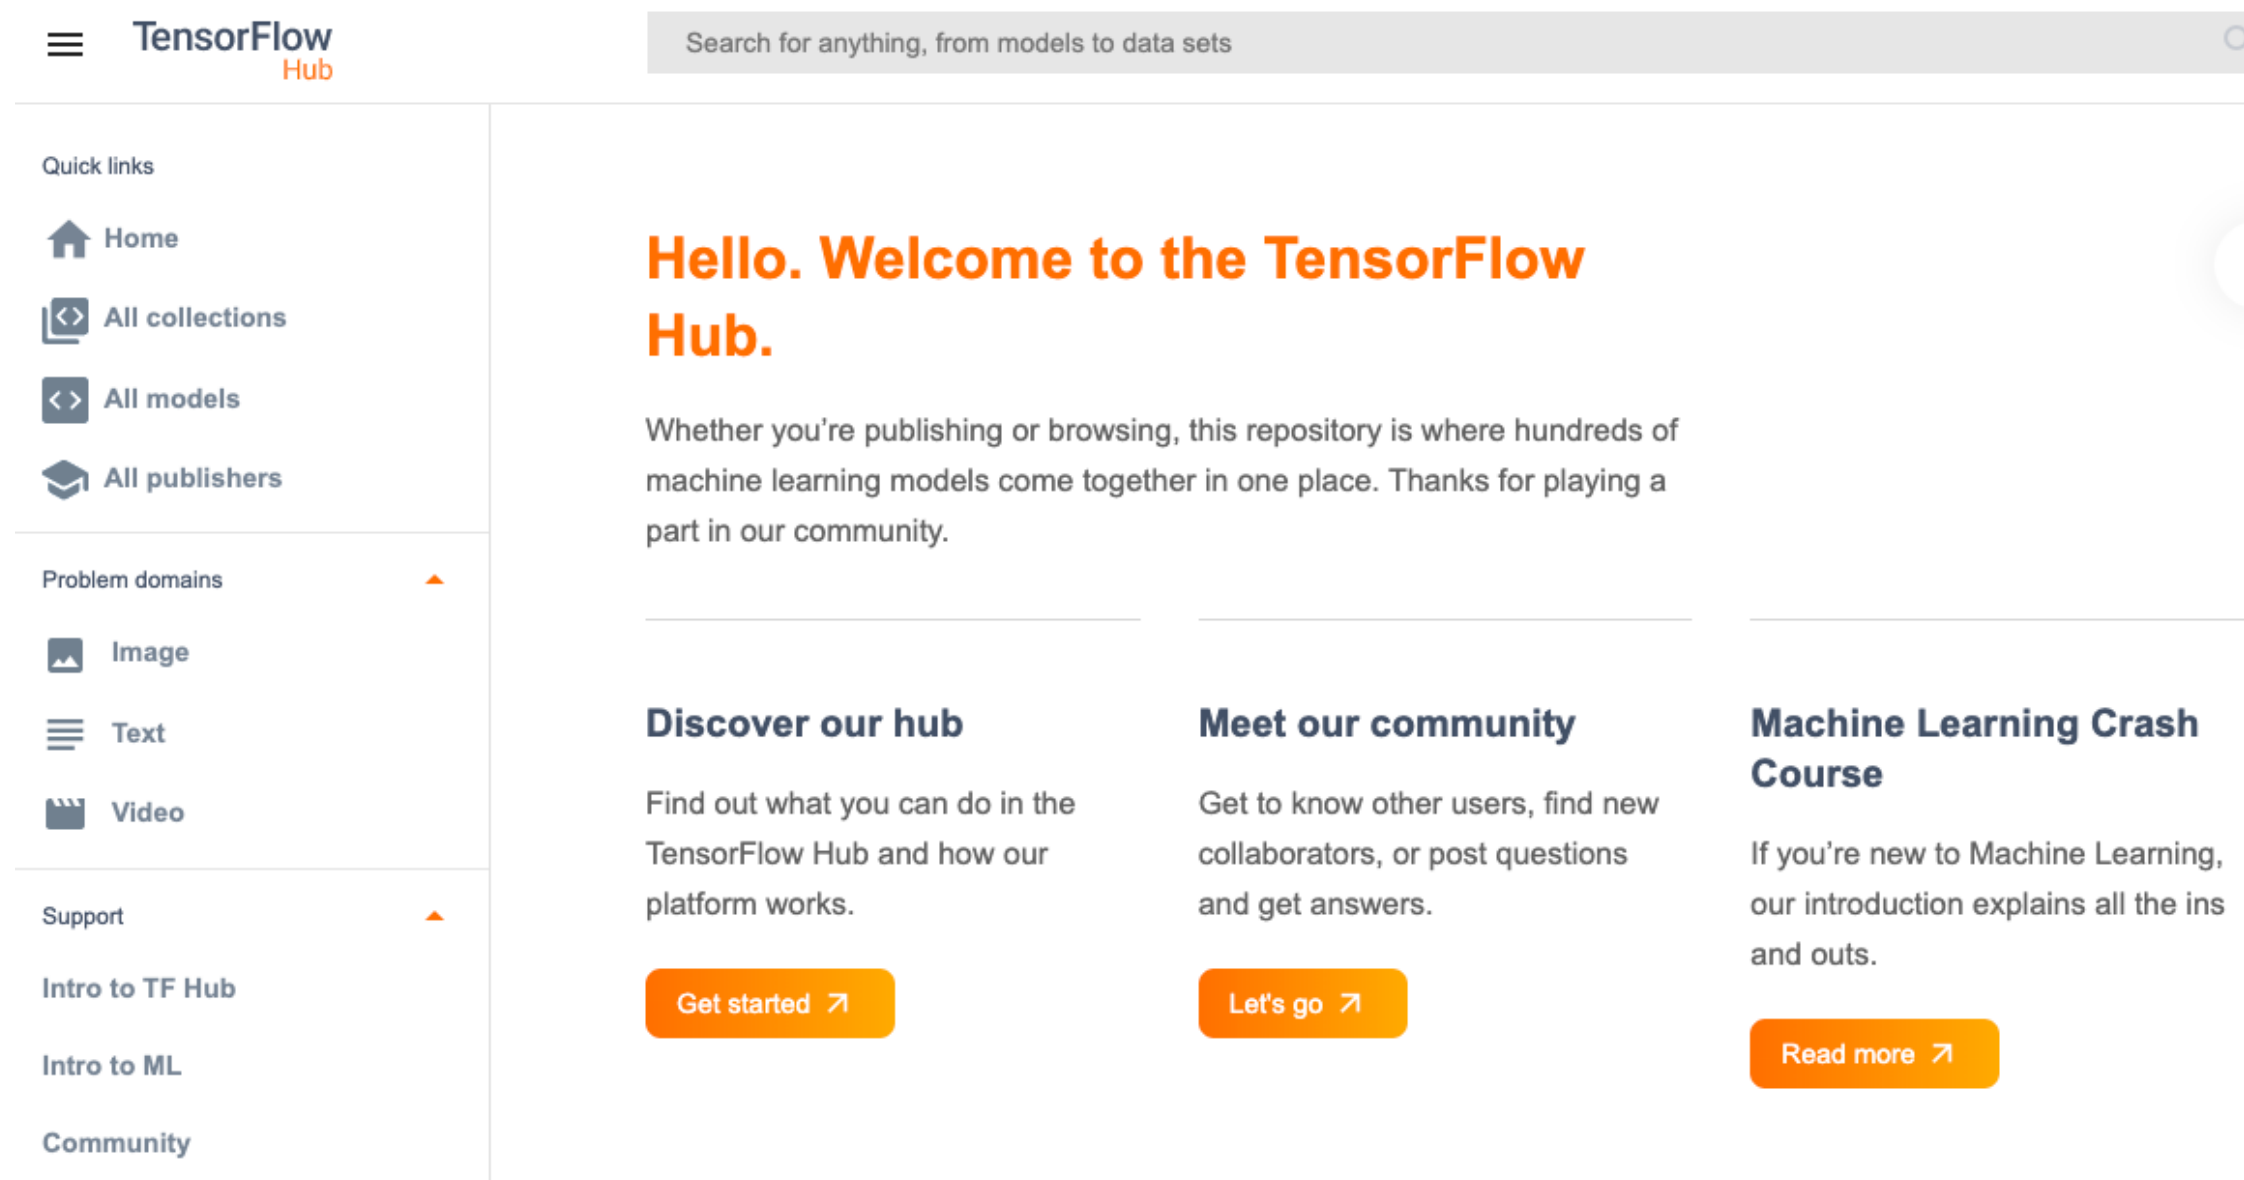 TensorFlow
Hub
Search for anything, from models to data sets
Quick links
Home
All collections
All models
All publishers
Problem domains
Image
Text
Video
Support
Intro to TF Hub
Intro to ML
Community
Hello. Welcome to the TensorFlow
Hub.
Whether you’re publishing or browsing, this repository is where hundreds of
machine learning models come together in one place. Thanks for playing a
part in our community.
Discover our hub
Find out what you can do in the
TensorFlow Hub and how our
platform works.
Get started
Meet our community
Get to know other users, find new
collaborators, or post questions
and get answers.
Let's go
Machine Learning Crash
Course
If you’re new to Machine Learning,
our introduction explains all the ins
and outs.
Read more